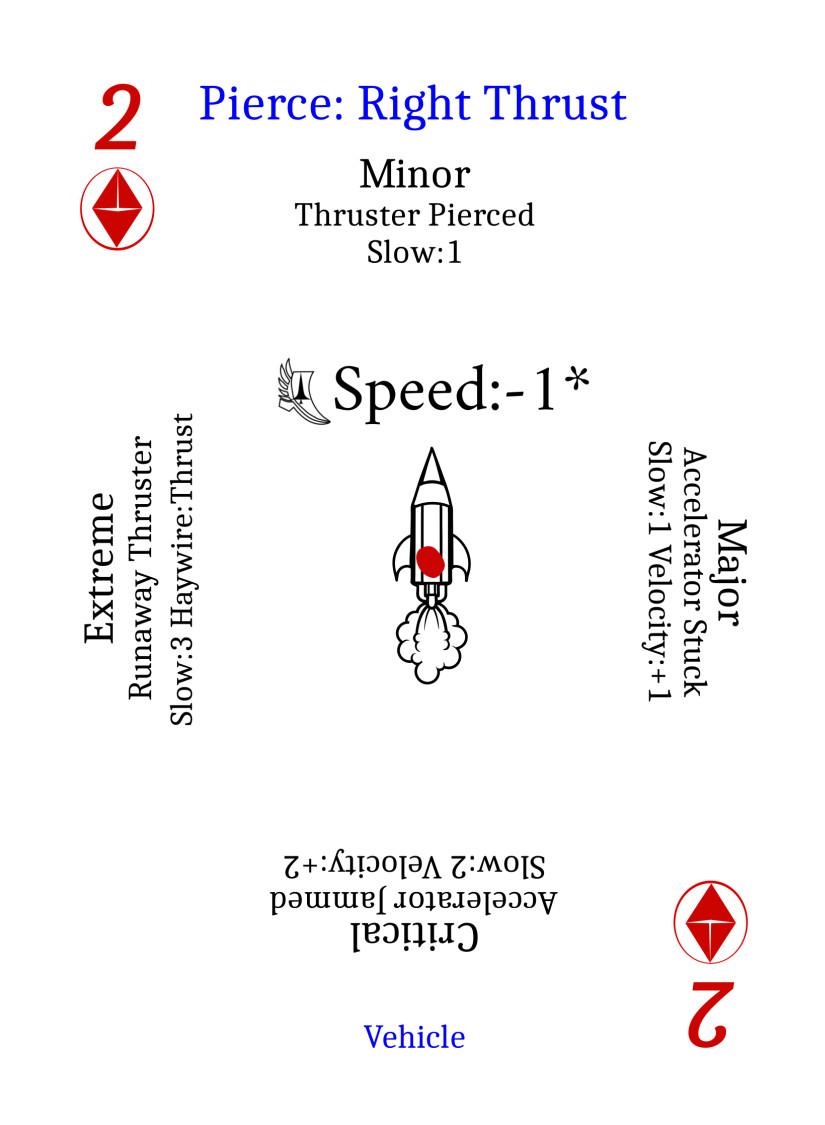 2
Pierce: Right Thrust
Minor
Thruster Pierced
Slow:1
Speed:-1*
Extreme
Runaway Thruster
Slow:3 Haywire:Thrust
Major
Accelerator Stuck
Slow:1 Velocity:+1
Critical
Accelerator Jammed
Slow:2 Velocity:+2
2
Vehicle